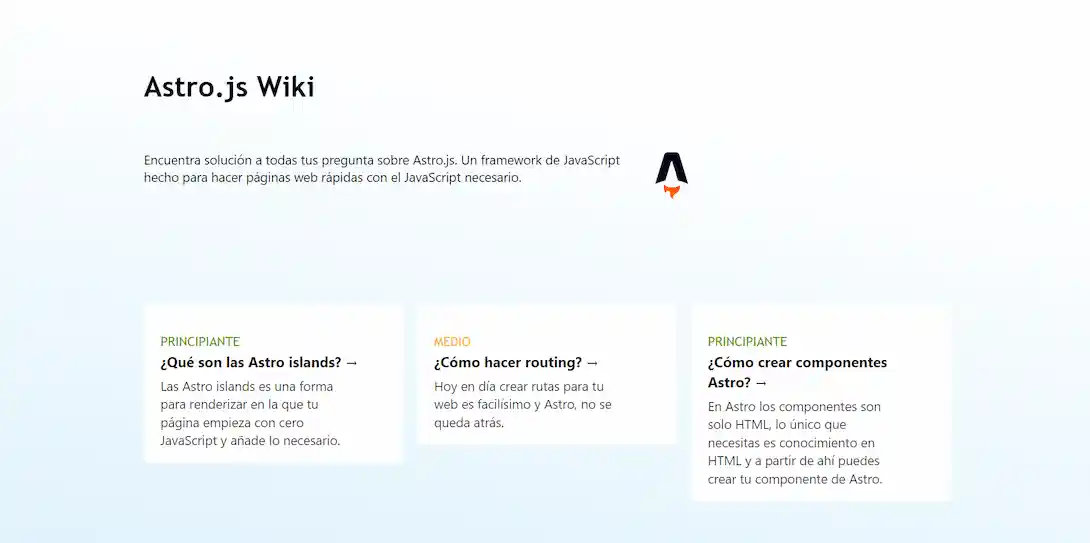 Astro.js Wiki
Encuentra solución a todas tus pregunta sobre Astro.js. Un framework de JavaScript
hecho para hacer páginas web rápidas con el JavaScript necesario.
PRINCIPIANTE
¿Qué son las Astro islands? →
Las Astro islands es una forma
para renderizar en la que tu
página empieza con cero
JavaScript y añade lo necesario.
MEDIO
¿Cómo hacer routing? →
Hoy en día crear rutas para tu
web es facilísimo y Astro, no se
queda atrás.
PRINCIPIANTE
¿Cómo crear componentes
Astro? →
En Astro los componentes son
solo HTML, lo único que
necesitas es conocimiento en
HTML y a partir de ahí puedes
crear tu componente de Astro.